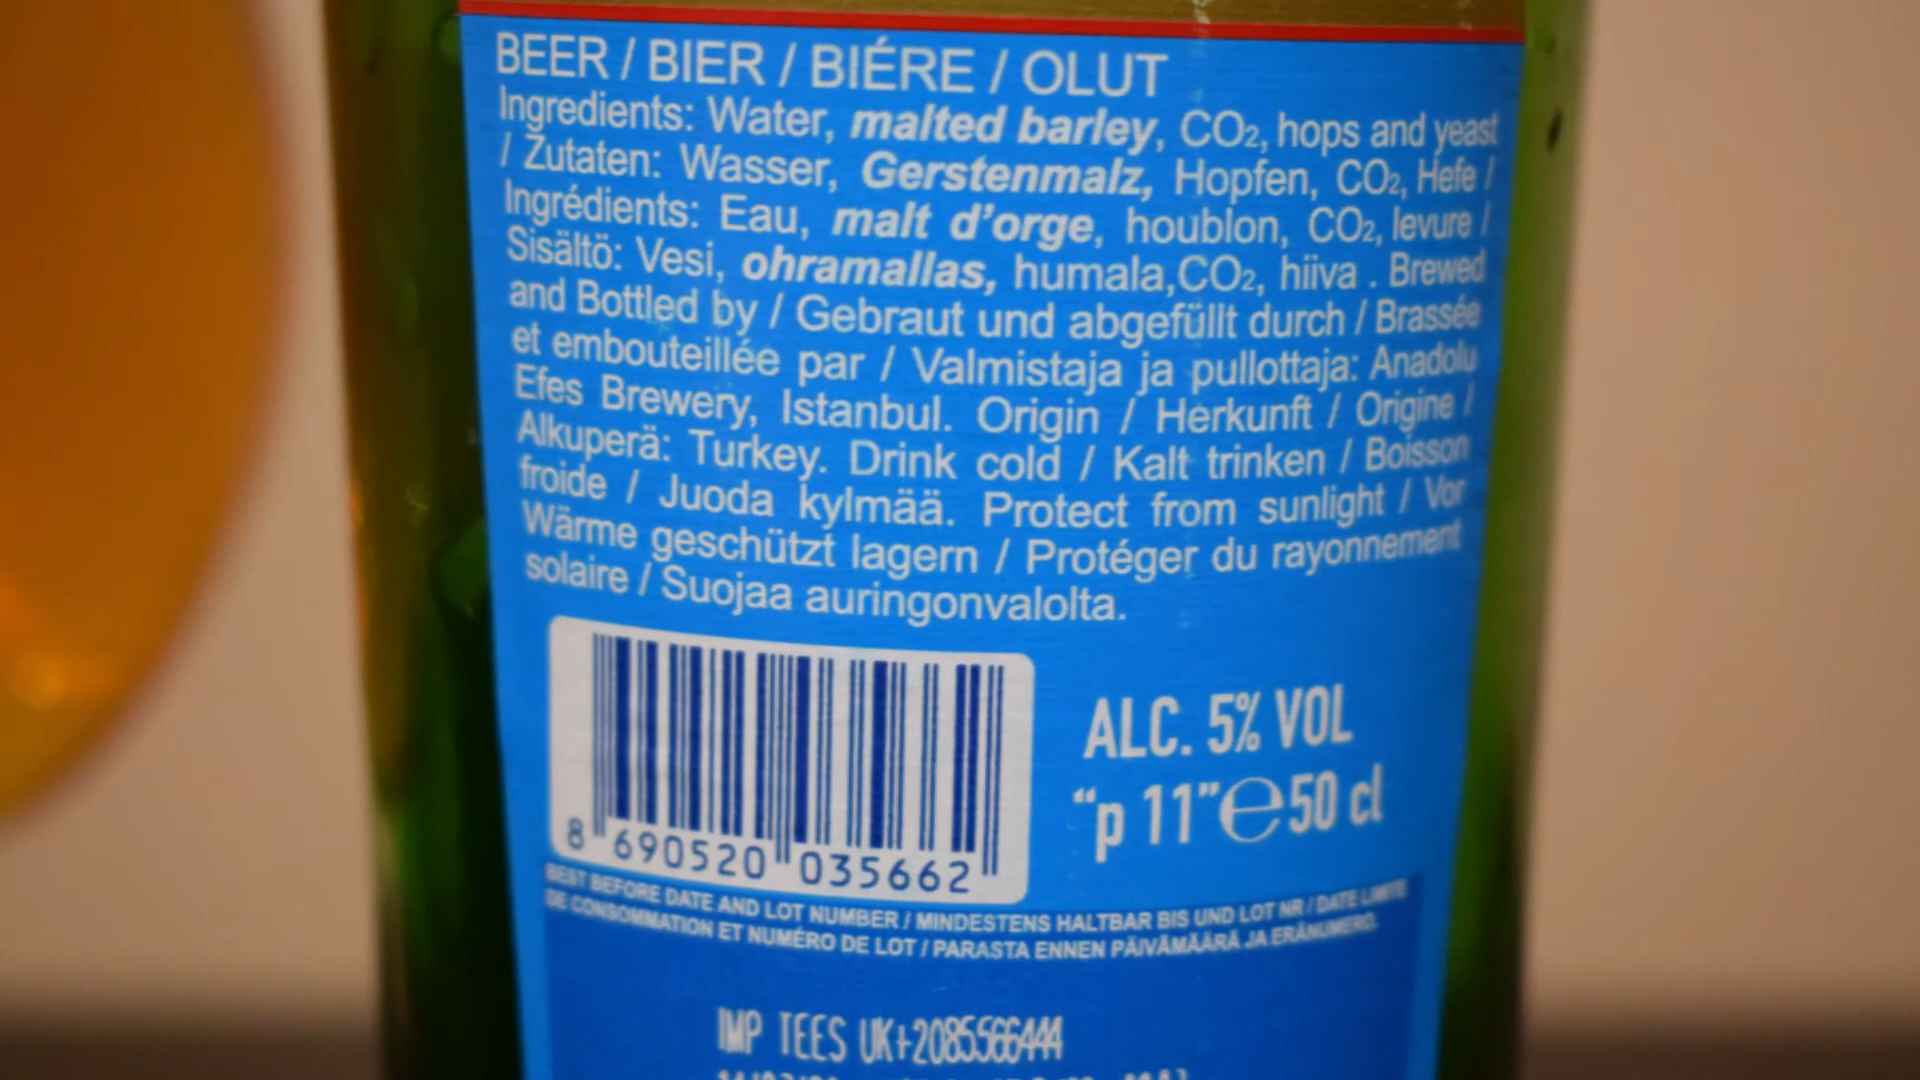 BEER / BIER / BIÉRE / OLUT
Ingredients: Water, malted barley, CO2, hops and yeast
/ Zutaten: Wasser, Gerstenmalz, Hopfen, CO2, Hefe /
Ingrédients: Eau, malt d'orge, houblon, CO2, levure /
Sisältö: Vesi, ohramallas, humala,CO2, hiiva . Brewed
and Bottled by / Gebraut und abgefüllt durch / Brassée
et embouteillée par / Valmistaja ja pullottaja: Anadolu
Efes Brewery, Istanbul. Origin / Herkunft / Origine /
Alkuperä: Turkey. Drink cold / Kalt trinken / Boisson
froide / Juoda kylmää. Protect from sunlight / Vor
Wärme geschützt lagern / Protéger du rayonnement
solaire / Suojaa auringonvalolta.
ALC. 5% VOL
"p 11"e50 cl
8 690520 035662
BEST BEFORE DATE AND LOT NUMBER / MINDESTENS HALTBAR BIS UND LOT NR / DATE LIMITE
DE CONSOMMATION ET NUMÉRO DE LOT / PARASTA ENNEN PÄIVÄMÄÄRÄ JA ERÄNUMERO.
IMP TEES UK+2085566444